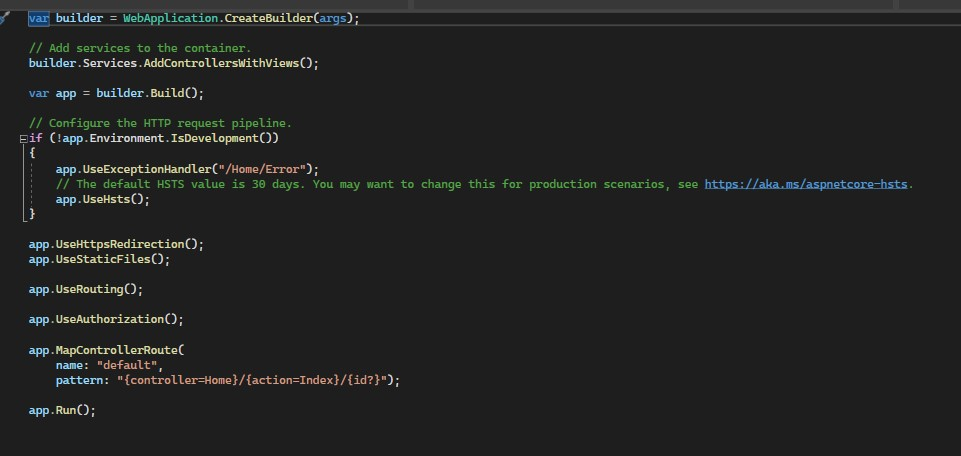 var builder = WebApplication.CreateBuilder(args);
// Add services to the container.
builder.Services.AddControllersWithViews();
var app = builder.Build();
// Configure the HTTP request pipeline.
if (!app.Environment.IsDevelopment())
{
app.UseExceptionHandler("/Home/Error");
// The default HSTS value is 30 days. You may want to change this for production scenarios, see https://aka.ms/aspnetcore-hsts.
app.UseHsts();
}
app.UseHttpsRedirection();
app.UseStaticFiles();
app.UseRouting();
app.UseAuthorization();
app.MapControllerRoute(
name: "default",
pattern: "{controller=Home}/{action=Index}/{id?}");
app.Run();